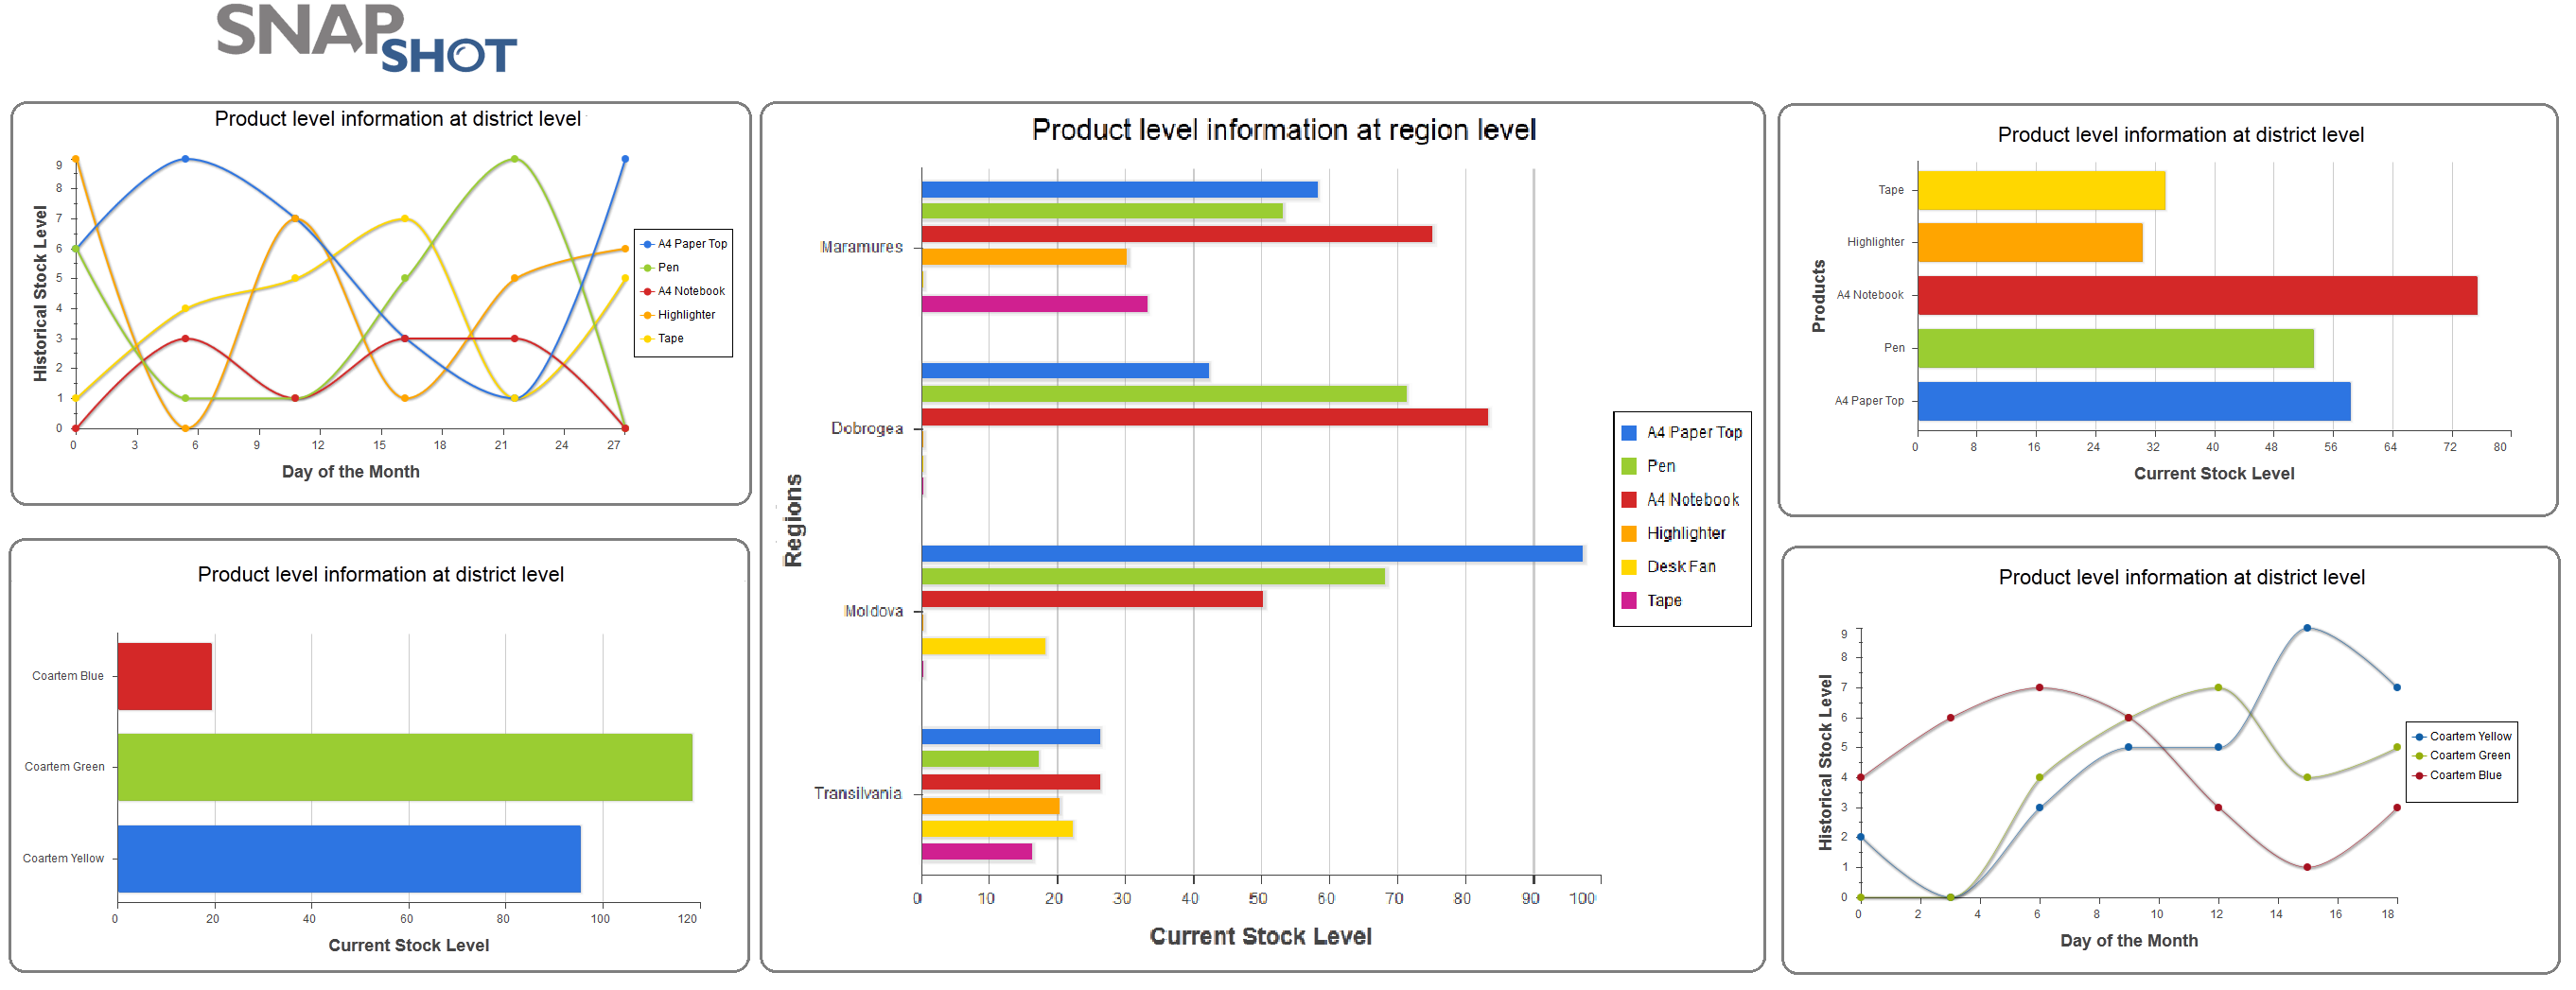 SNAP
SHOT
Product level information at district level
Historical Stock Level
9
8
7
6
5
4
3
2
1
0
0 3 6 9 12 15 18 21 24 27
Day of the Month
A4 Paper Top
Pen
A4 Notebook
Highlighter
Tape
Product level information at district level
Coartem Blue
Coartem Green
Coartem Yellow
0 20 40 60 80 100 120
Current Stock Level
Product level information at region level
Regions
Maramures
Dobrogea
Moldova
Transilvania
0 10 20 30 40 50 60 70 80 90 100
Current Stock Level
A4 Paper Top
Pen
A4 Notebook
Highlighter
Desk Fan
Tape
Product level information at district level
Products
Tape
Highlighter
A4 Notebook
Pen
A4 Paper Top
0 8 16 24 32 40 48 56 64 72 80
Current Stock Level
Product level information at district level
Historical Stock Level
9
8
7
6
5
4
3
2
1
0
0 2 4 6 8 10 12 14 16 18
Day of the Month
Coartem Yellow
Coartem Green
Coartem Blue